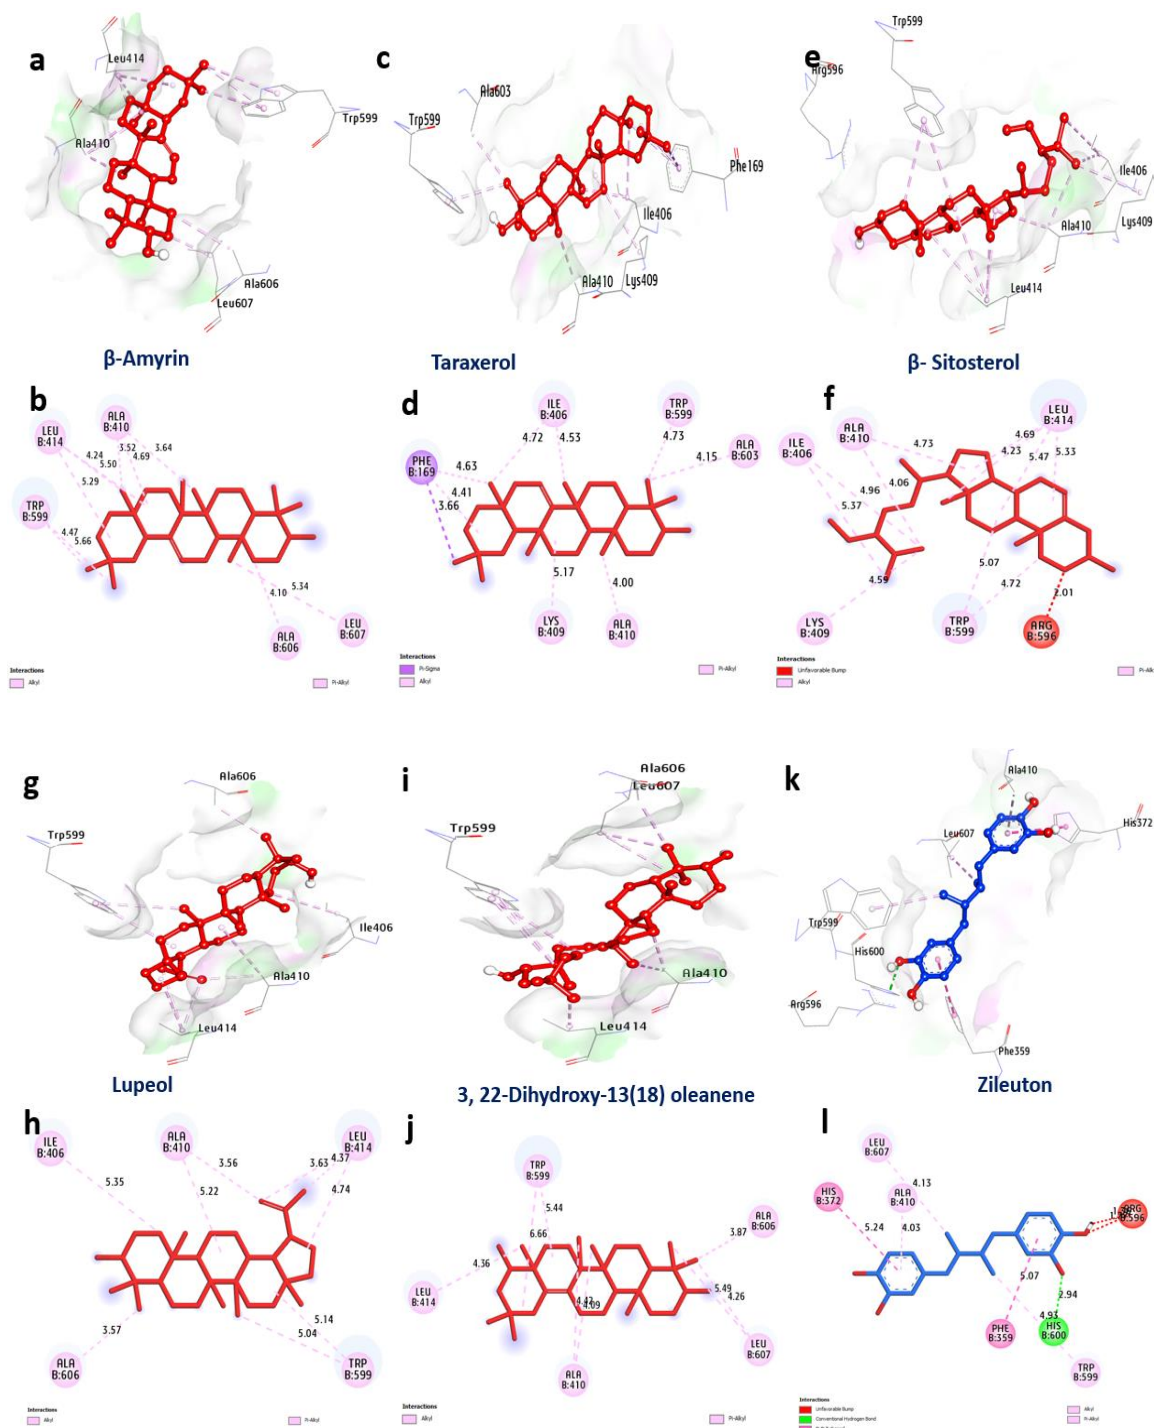 a
Leu414
Ala410
Trp599
Ala606
Leu607
β-Amyrin
c
Ala603
Trp599
Phe169
Ile406
Ala410
Lys409
Taraxerol
e
Trp599
Arg596
Ile406
Lys409
Ala410
Leu414
β- Sitosterol
b
ALA
B:410
LEU
B:414
TRP
B:599
4.24
3.52
3.64
5.50
4.69
5.29
4.47
5.66
4.10
5.34
ALA
B:606
LEU
B:607
Interactions
Alkyl
Pi-Alkyl
d
ILE
B:406
TRP
B:599
PHE
B:169
ALA
B:603
4.72
4.53
4.73
4.15
4.63
4.41
3.66
5.17
4.00
LYS
B:409
ALA
B:410
Interactions
Pi-Sigma
Alkyl
Pi-Alkyl
f
LEU
B:414
ALA
B:410
ILE
B:406
4.73
4.69
4.23
5.47
5.33
4.06
4.96
5.37
4.59
5.07
4.72
2.01
LYS
B:409
TRP
B:599
ARG
B:596
Interactions
Unfavorable Bump
Alkyl
Pi-Alk
g
Ala606
Trp599
Ile406
Ala410
Leu414
Lupeol
i
Ala606
Leu607
Trp599
Ala410
Leu414
3, 22-Dihydroxy-13(18) oleanene
k
Ala410
His372
Leu607
Trp599
His600
Arg596
Phe359
Zileuton
h
ILE
B:406
ALA
B:410
LEU
B:414
3.56
3.63
4.37
5.35
5.22
4.74
3.57
5.14
5.04
ALA
B:606
TRP
B:599
Alkyl
Pi-Alkyl
j
TRP
B:599
ALA
B:606
5.44
6.66
3.87
4.36
5.49
4.26
4.42
4.09
LEU
B:414
ALA
B:410
LEU
B:607
Alkyl
Pi-Alkyl
l
LEU
B:607
HIS
B:372
ALA
B:410
4.13
ARG
B:596
5.24
4.03
5.07
2.94
4.93
PHE
B:359
HIS
B:600
TRP
B:599
Interactions
Unfavorable Bump
Conventional Hydrogen Bond
Alkyl
Pi-Alkyl